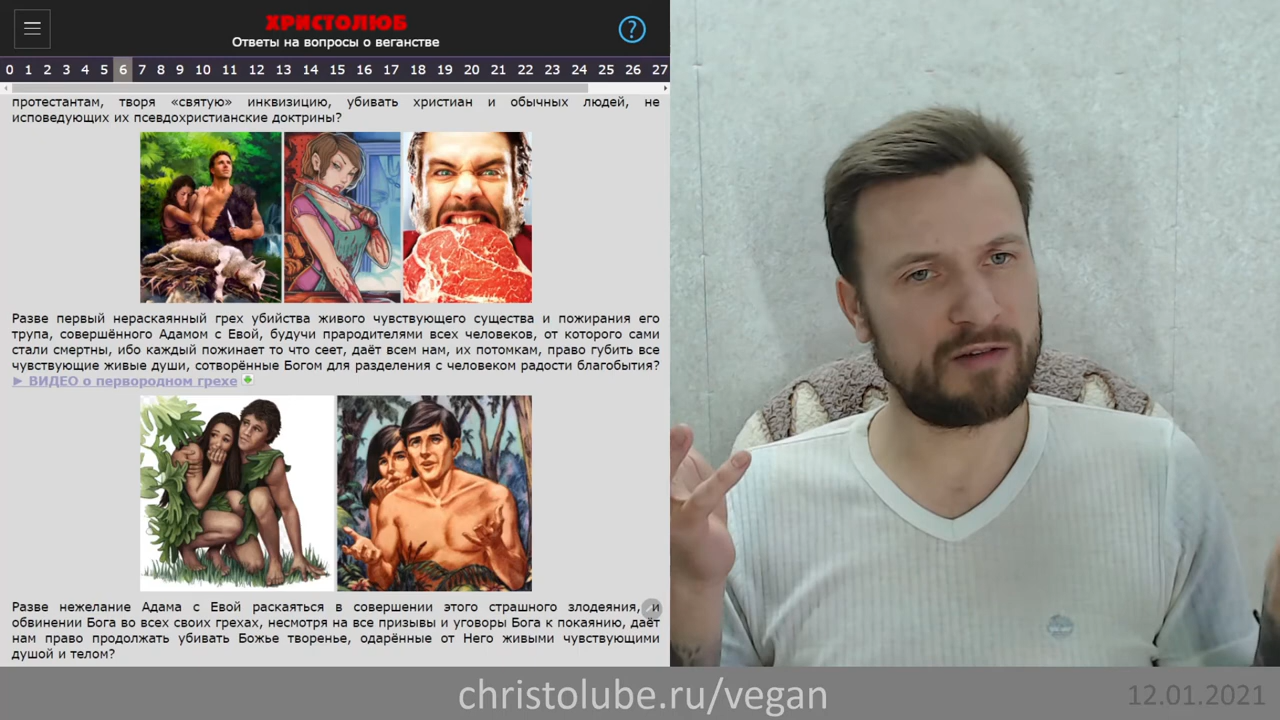 ХРИСТОЛЮБ
Ответы на вопросы о веганстве
?
0 1 2 3 4 5 6 7 8 9 10 11 12 13 14 15 16 17 18 19 20 21 22 23 24 25 26 27
протестантам, творя «святую» инквизицию, убивать христиан и обычных людей, не
исповедующих их псевдохристианские доктрины?
Разве первый нераскаянный грех убийства живого чувствующего существа и пожирания его
трупа, совершённого Адамом с Евой, будучи прародителями всех человеков, от которого сами
стали смертны, ибо каждый пожинает то что сеет, даёт всем нам, их потомкам, право губить все
чувствующие живые души, сотворённые Богом для разделения с человеком радости благобытия?
► ВИДЕО о первородном грехе
Разве нежелание Адама с Евой раскаяться в совершении этого страшного злодеяния, и
обвинении Бога во всех своих грехах, несмотря на все призывы и уговоры Бога к покаянию, даёт
нам право продолжать убивать Божье творенье, одарённые от Него живыми чувствующими
душой и телом?
christolube.ru/vegan
12.01.2021